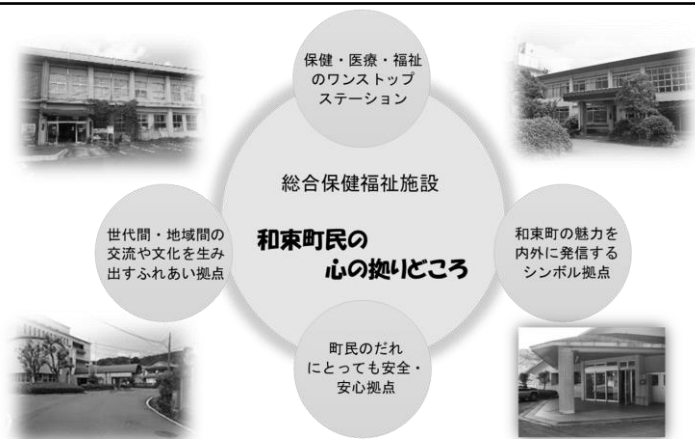 保健・医療・福祉
のワンストップ
ステーション
総合保健福祉施設
和束町民の
心の拠りどころ
世代間・地域間の
交流や文化を生み
出すふれあい拠点
和束町の魅力を
内外に発信する
シンボル拠点
町民のだれ
にとっても安全・
安心拠点